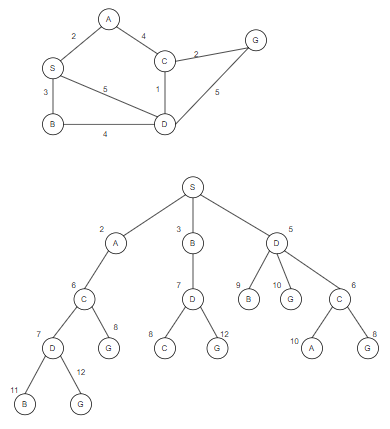 A
2 4
G
2
C
S
5
3 1 5
B D
4
S
2 3 5
A B D
6 7 9 10 6
C D B G C
7 8 8 12 10 8
D G C G A G
11 12
B G